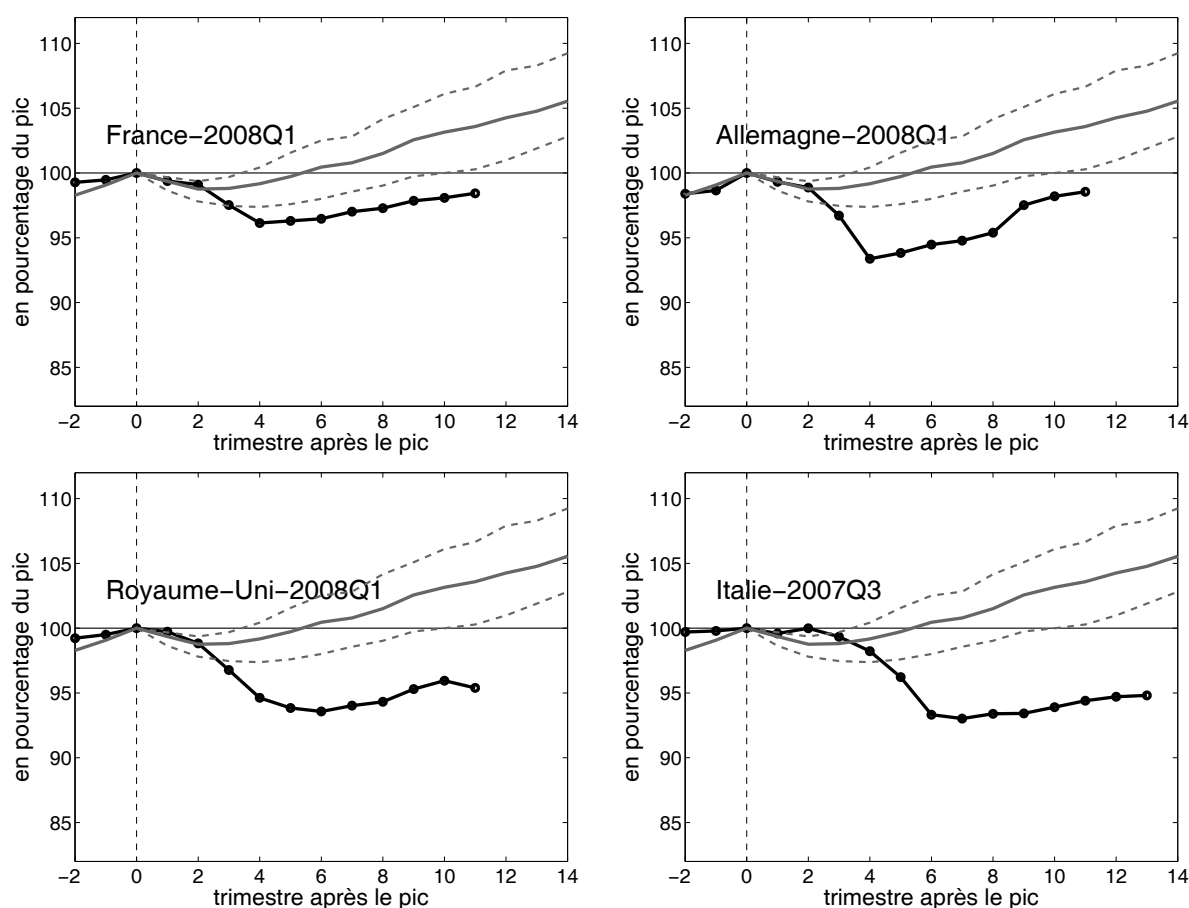 110
105
100
95
90
85
en pourcentage du pic
France−2008Q1
−2 0 2 4 6 8 10 12 14
trimestre après le pic
110
105
100
95
90
85
en pourcentage du pic
Allemagne−2008Q1
−2 0 2 4 6 8 10 12 14
trimestre après le pic
110
105
100
95
90
85
en pourcentage du pic
Royaume−Uni−2008Q1
−2 0 2 4 6 8 10 12 14
trimestre après le pic
110
105
100
95
90
85
en pourcentage du pic
Italie−2007Q3
−2 0 2 4 6 8 10 12 14
trimestre après le pic